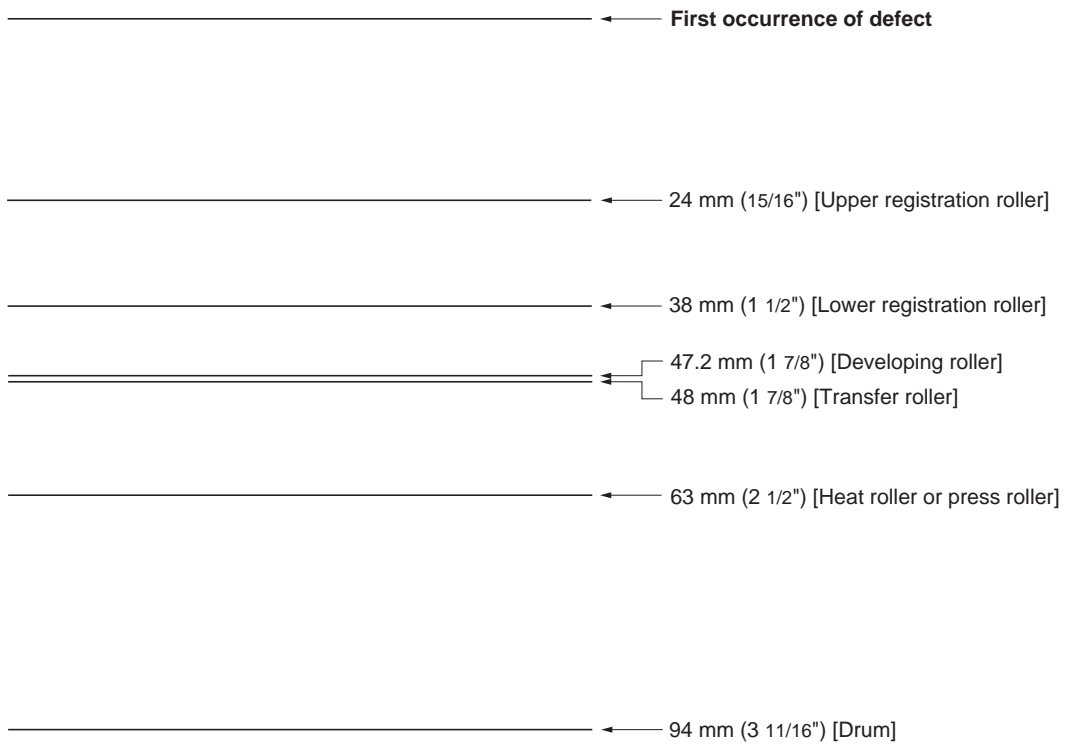 First occurrence of defect
24 mm (15/16") [Upper registration roller]
38 mm (1 1/2") [Lower registration roller]
47.2 mm (1 7/8") [Developing roller]
48 mm (1 7/8") [Transfer roller]
63 mm (2 1/2") [Heat roller or press roller]
94 mm (3 11/16") [Drum]